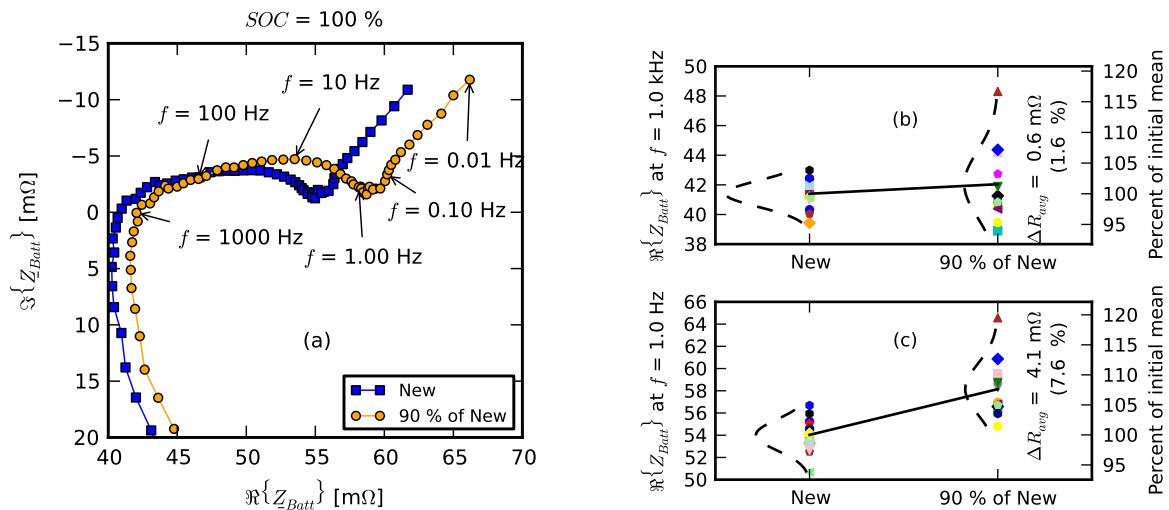 SOC = 100 %
−15
−10
−5
0
5
10
15
20
ℑ{Z_Batt} [mΩ]
f = 10 Hz
f = 100 Hz
f = 0.01 Hz
f = 0.10 Hz
f = 1000 Hz
f = 1.00 Hz
(a)
New
90 % of New
40
45
50
55
60
65
70
ℜ{Z_Batt} [mΩ]
50
48
46
44
42
40
38
ℜ{Z_Batt} at f = 1.0 kHz
(b)
ΔR_avg = 0.6 mΩ
(1.6 %)
120
115
110
105
100
95
Percent of initial mean
New
90 % of New
66
64
62
60
58
56
54
52
50
ℜ{Z_Batt} at f = 1.0 Hz
(c)
ΔR_avg = 4.1 mΩ
(7.6 %)
120
115
110
105
100
95
Percent of initial mean
New
90 % of New